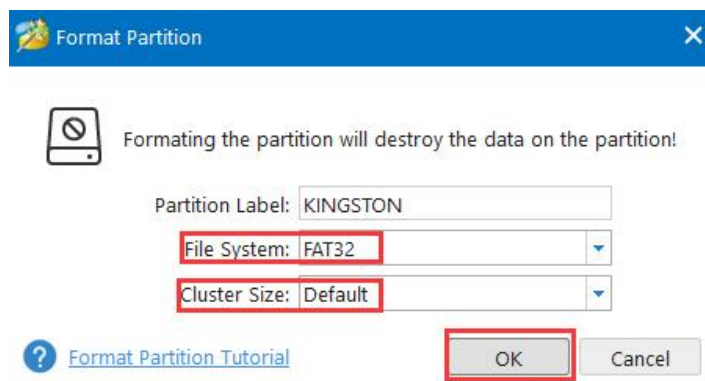 Format Partition
Formating the partition will destroy the data on the partition!
Partition Label: KINGSTON
File System: FAT32
Cluster Size: Default
? Format Partition Tutorial OK Cancel